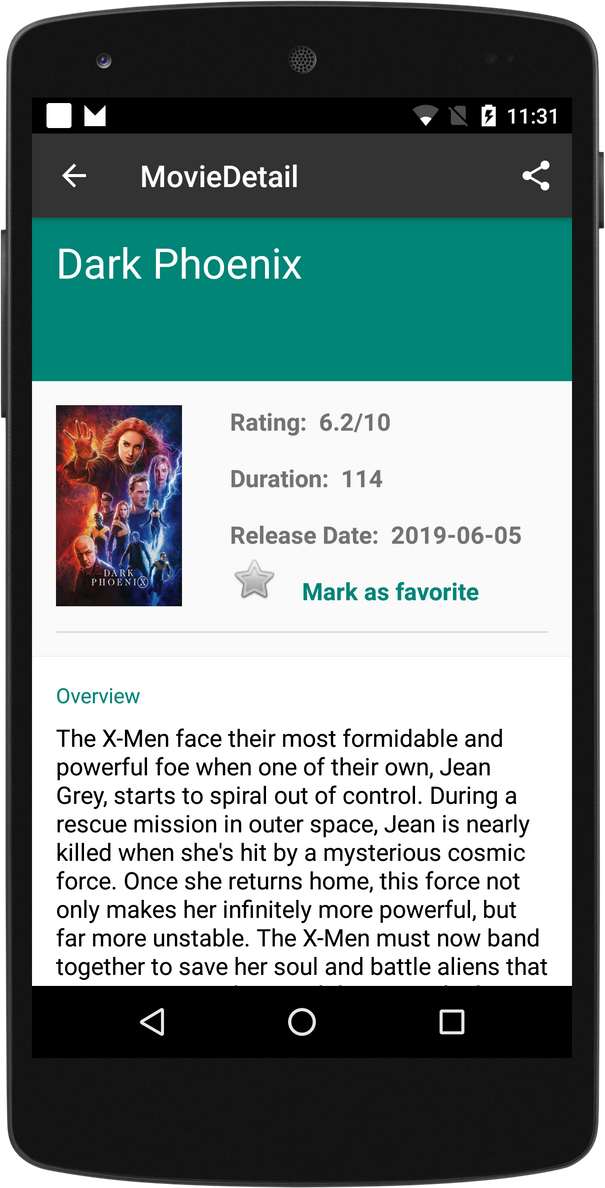 11:31
MovieDetail
Dark Phoenix
Rating: 6.2/10
Duration: 114
Release Date: 2019-06-05
DARK
PHOENIX
Mark as favorite
Overview
The X-Men face their most formidable and
powerful foe when one of their own, Jean
Grey, starts to spiral out of control. During a
rescue mission in outer space, Jean is nearly
killed when she's hit by a mysterious cosmic
force. Once she returns home, this force not
only makes her infinitely more powerful, but
far more unstable. The X-Men must now band
together to save her soul and battle aliens that